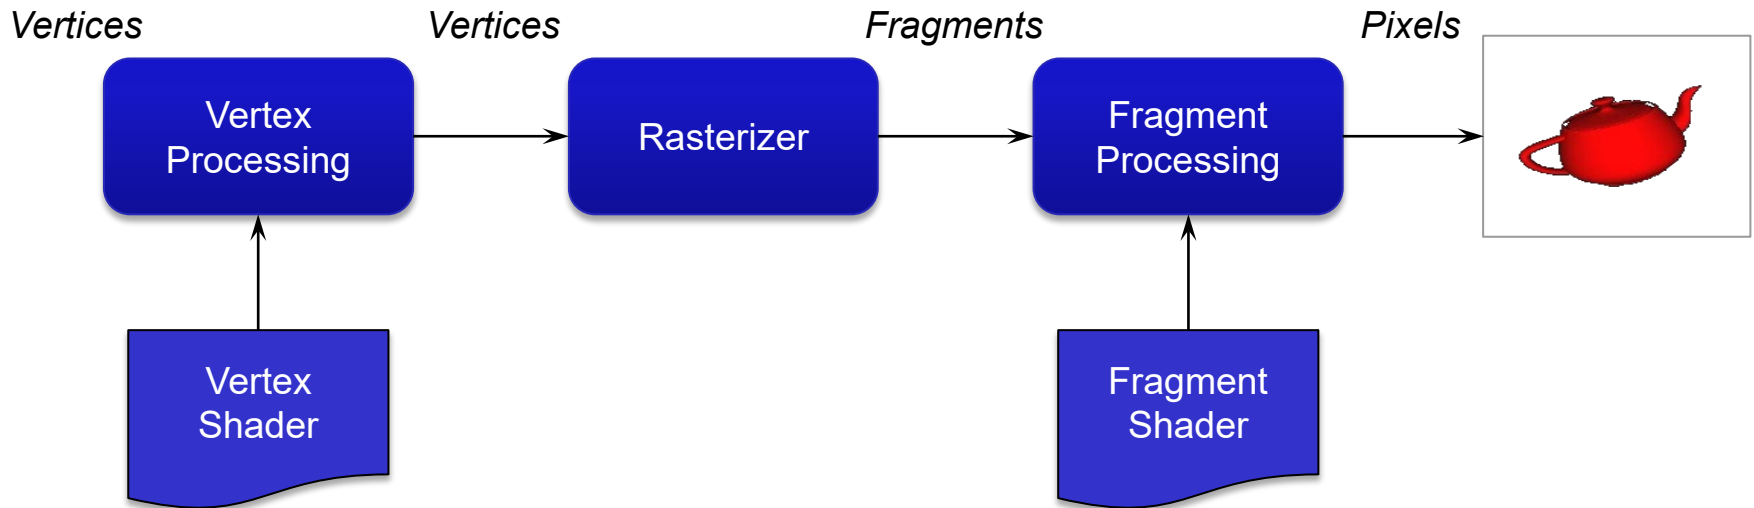 Vertices
Vertices
Fragments
Pixels
Vertex
Processing
Rasterizer
Fragment
Processing
Vertex
Shader
Fragment
Shader